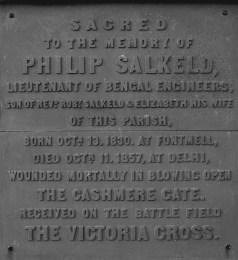 SACRED
TO THE MEMORY OF
PHILIP SALKELD,
LIEUTENANT OF BENGAL ENGINEERS,
SON OF REVD ROBT SALKELD & ELIZABETH HIS WIFE
OF THIS PARISH,
BORN OCTR 13. 1830. AT FONTMELL,
DIED OCTR 11. 1857, AT DELHI,
WOUNDED MORTALLY IN BLOWING OPEN
THE CASHMERE GATE.
RECEIVED ON THE BATTLE FIELD
THE VICTORIA CROSS.